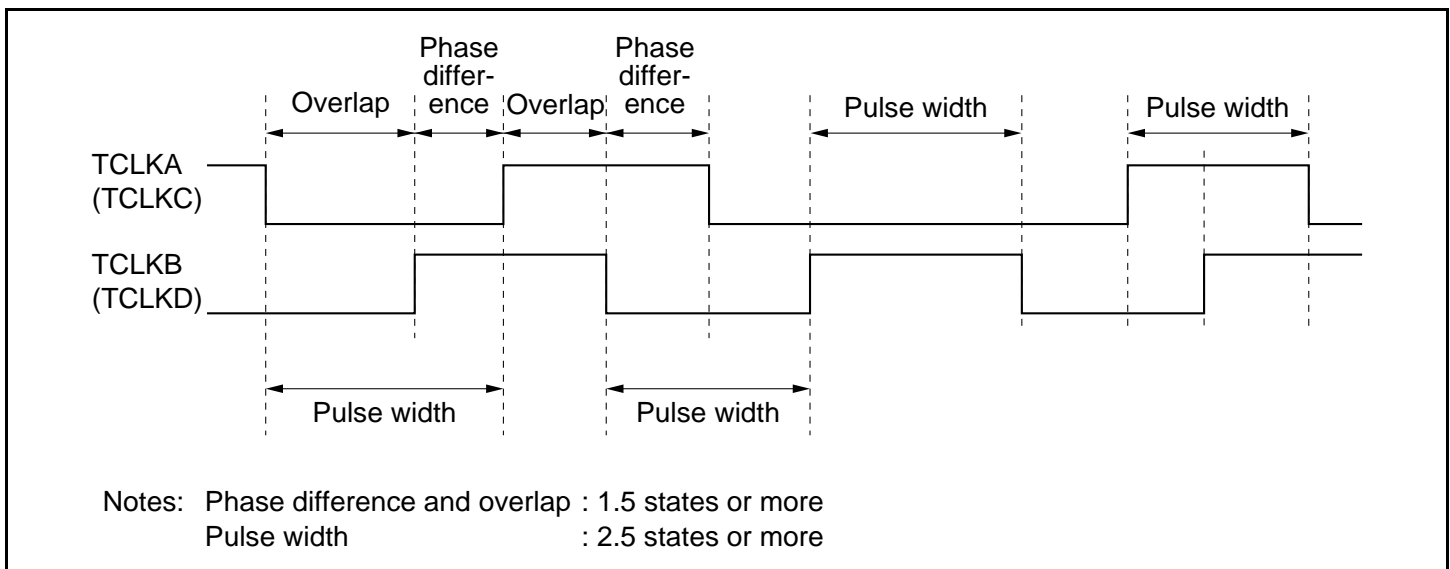 Phase
differ-
ence
Phase
differ-
ence
Overlap
Overlap
Pulse width
Pulse width
TCLKA
(TCLKC)
TCLKB
(TCLKD)
Pulse width
Pulse width
Notes: Phase difference and overlap : 1.5 states or more
Pulse width : 2.5 states or more